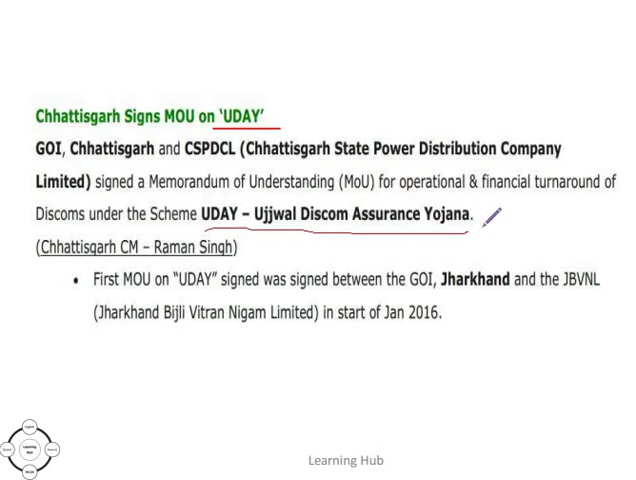 Chhattisgarh Signs MOU on ‘UDAY’
GOI, Chhattisgarh and CSPDCL (Chhattisgarh State Power Distribution Company
Limited) signed a Memorandum of Understanding (MoU) for operational & financial turnaround of
Discoms under the Scheme UDAY – Ujjwal Discom Assurance Yojana.
(Chhattisgarh CM – Raman Singh)
• First MOU on “UDAY” signed was signed between the GOI, Jharkhand and the JBVNL
(Jharkhand Bijli Vitran Nigam Limited) in start of Jan 2016.
Learning
Hub
Learning Hub